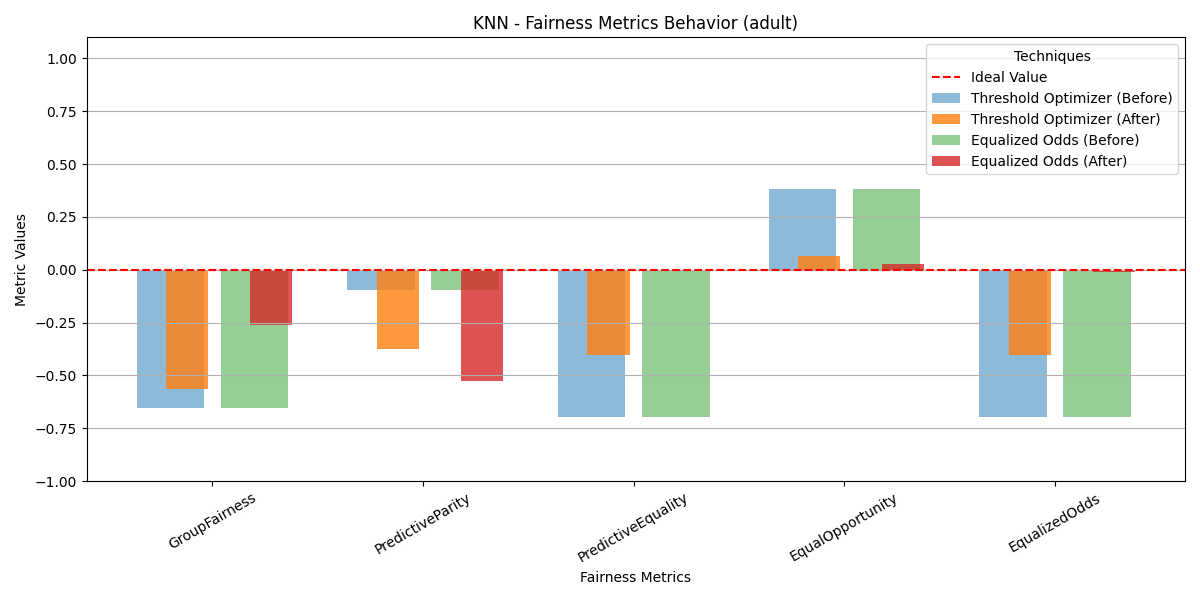 KNN - Fairness Metrics Behavior (adult)
Techniques
Ideal Value
Threshold Optimizer (Before)
Threshold Optimizer (After)
Equalized Odds (Before)
Equalized Odds (After)
Metric Values
1.00
0.75
0.50
0.25
0.00
−0.25
−0.50
−0.75
−1.00
GroupFairness
PredictiveParity
PredictiveEquality
EqualOpportunity
EqualizedOdds
Fairness Metrics